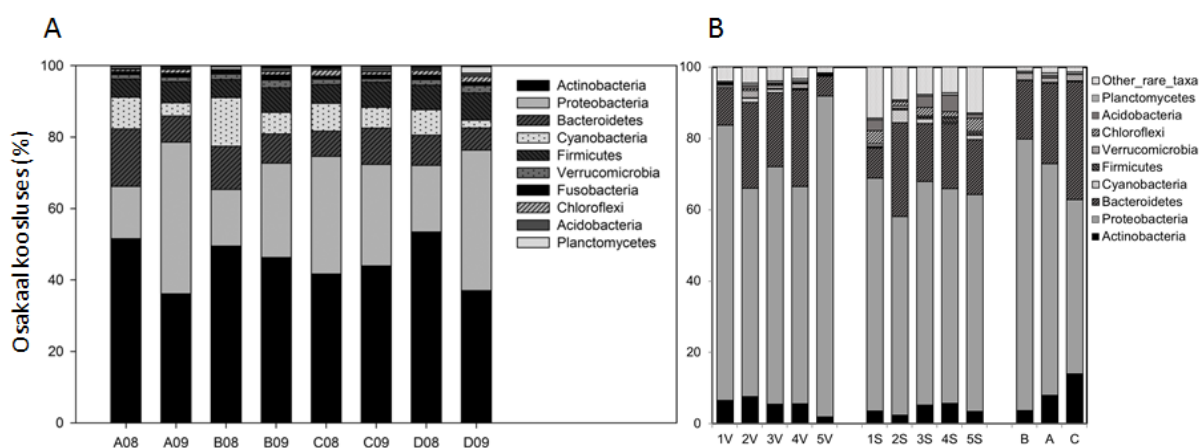 A
Osakaal koosluses (%)
100
80
60
40
20
0
A08 A09 B08 B09 C08 C09 D08 D09
Actinobacteria
Proteobacteria
Bacteroidetes
Cyanobacteria
Firmicutes
Verrucomicrobia
Fusobacteria
Chloroflexi
Acidobacteria
Planctomycetes
B
100
80
60
40
20
0
1V 2V 3V 4V 5V 1S 2S 3S 4S 5S B A C
Other_rare_taxa
Planctomycetes
Acidobacteria
Chloroflexi
Verrucomicrobia
Firmicutes
Cyanobacteria
Bacteroidetes
Proteobacteria
Actinobacteria